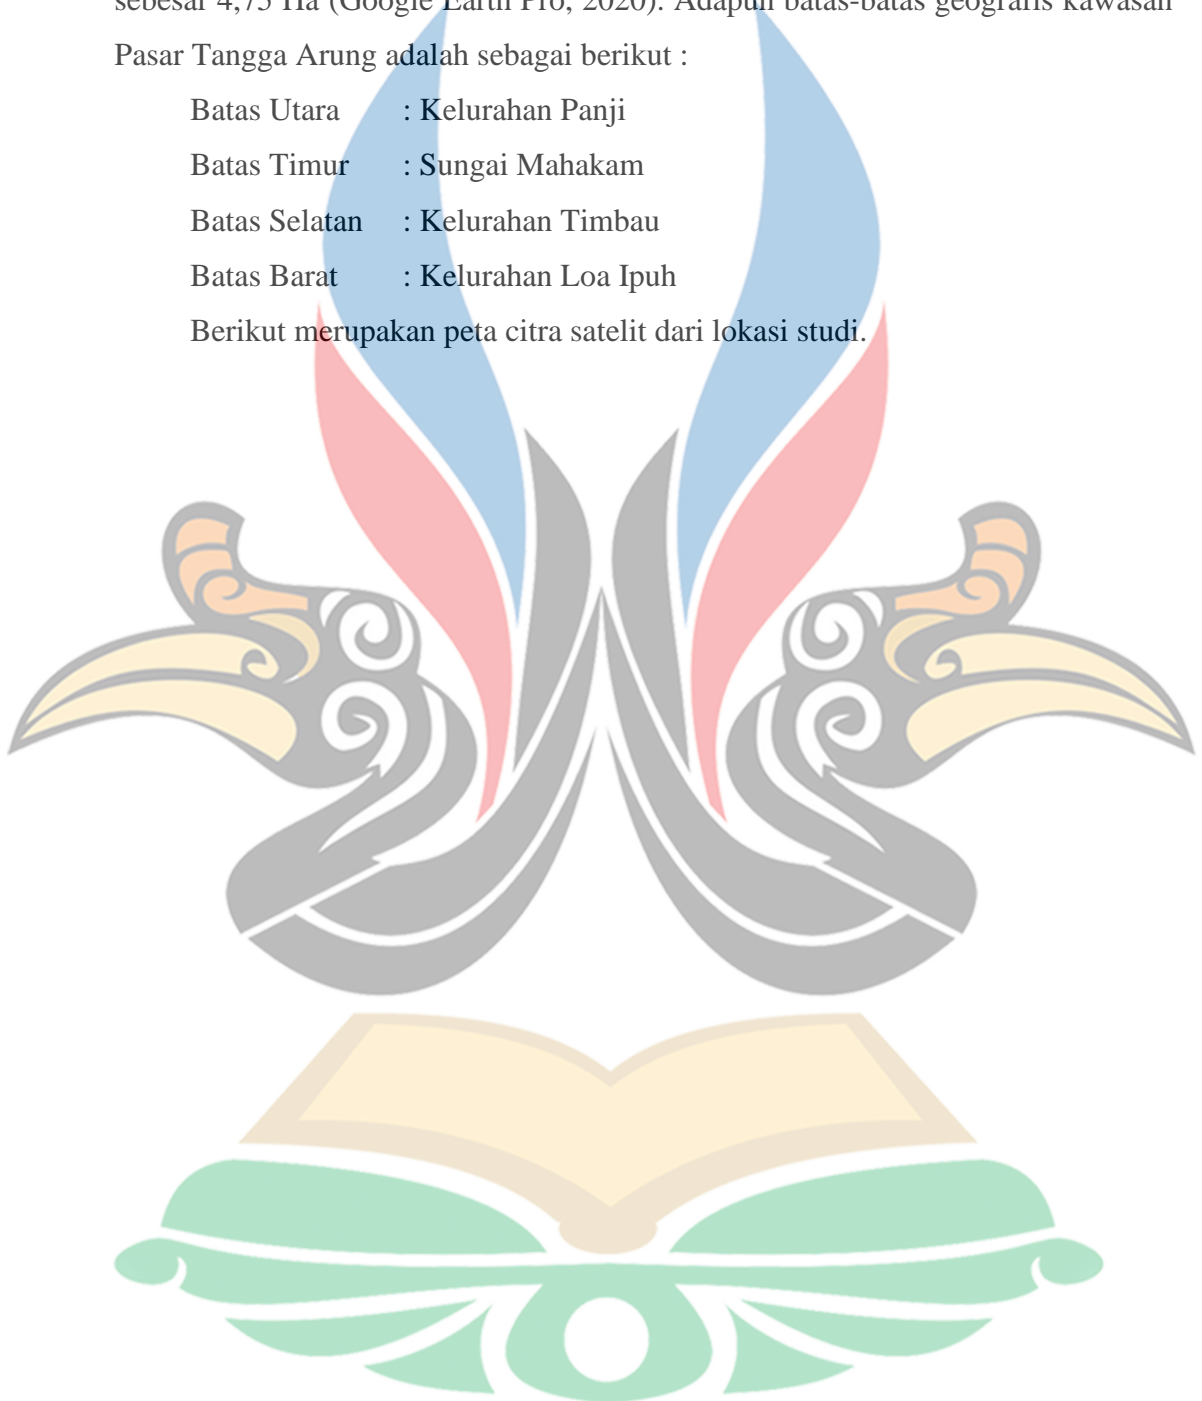 sebesar 4,75 Ha (Google Earth Pro, 2020). Adapun batas-batas geografis kawasan
Pasar Tangga Arung adalah sebagai berikut :
Batas Utara : Kelurahan Panji
Batas Timur : Sungai Mahakam
Batas Selatan : Kelurahan Timbau
Batas Barat : Kelurahan Loa Ipuh
Berikut merupakan peta citra satelit dari lokasi studi.